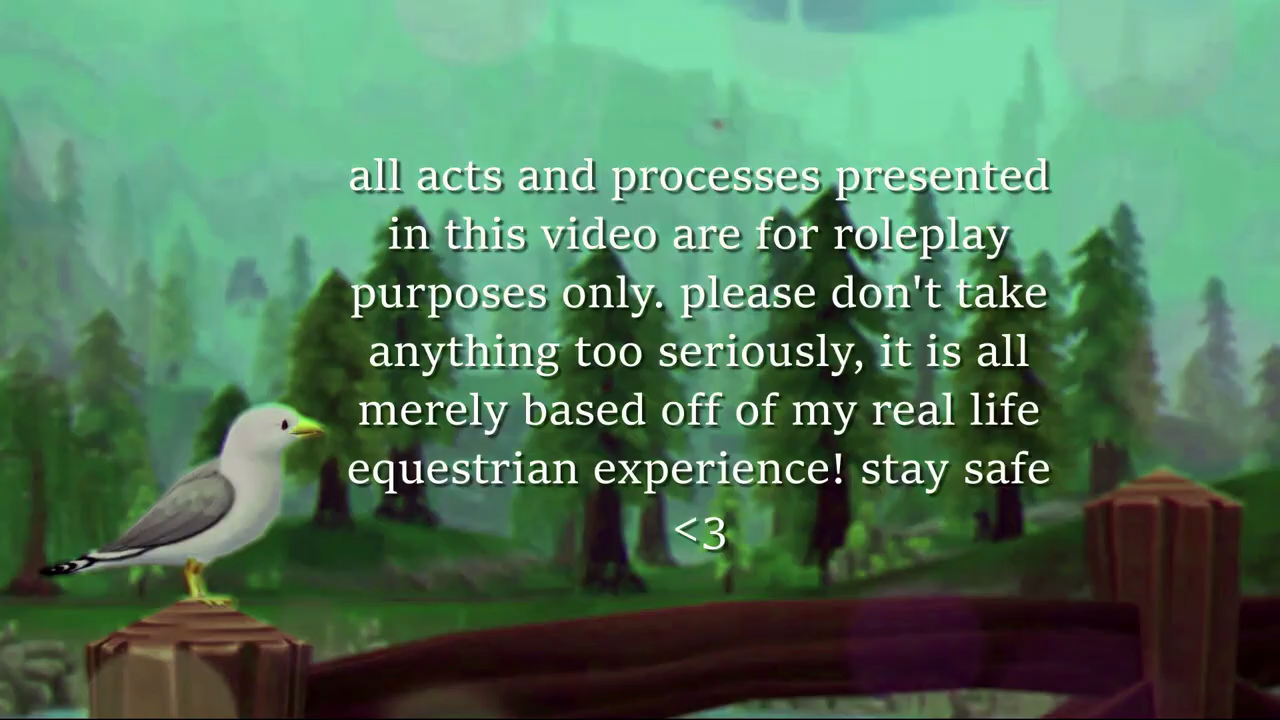 all acts and processes presented
in this video are for roleplay
purposes only. please don't take
anything too seriously, it is all
merely based off of my real life
equestrian experience! stay safe
<3